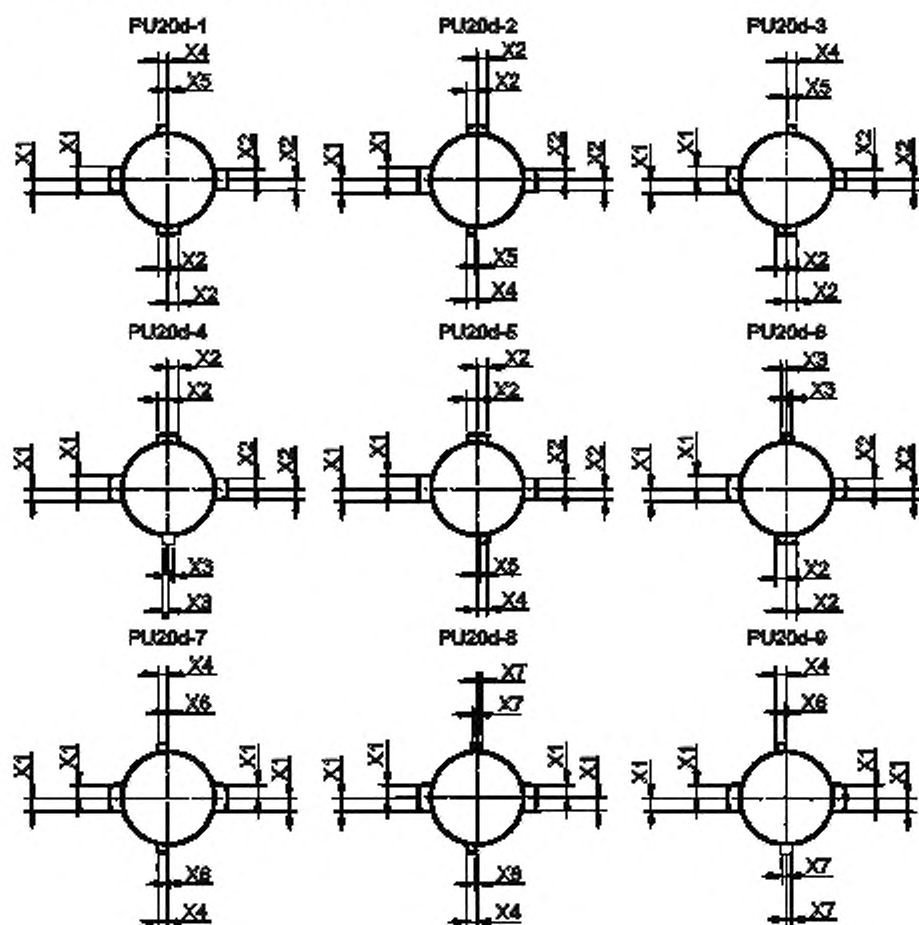 PU20d-1 PU20d-2 PU20d-3
X4 X2 X4
X5 X2 X5
X1 X1 X2 X2 X1 X1 X2 X2 X1 X1 X2 X2
X2 X5 X2
X2 X4 X2
PU20d-4 PU20d-5 PU20d-6
X2 X2 X3
X2 X2 X3
X1 X1 X2 X2 X1 X1 X2 X2 X1 X1 X2 X2
X3 X5 X2
X3 X4 X2
PU20d-7 PU20d-8 PU20d-9
X4 X7 X4
X6 X7 X6
X1 X1 X1 X1 X1 X1 X1 X1 X1 X1 X1 X1
X6 X6 X7
X4 X4 X7